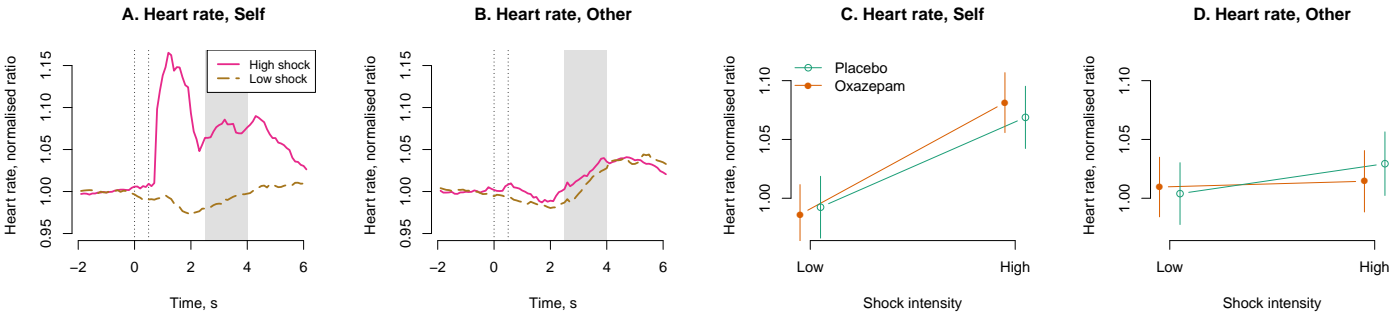 A. Heart rate, Self
Heart rate, normalised ratio
0.95 1.00 1.05 1.10 1.15
High shock
Low shock
−2 0 2 4 6
Time, s
B. Heart rate, Other
Heart rate, normalised ratio
0.95 1.00 1.05 1.10 1.15
−2 0 2 4 6
Time, s
C. Heart rate, Self
Heart rate, normalised ratio
1.00 1.05 1.10
Placebo
Oxazepam
Low High
Shock intensity
D. Heart rate, Other
Heart rate, normalised ratio
1.00 1.05 1.10
Low High
Shock intensity